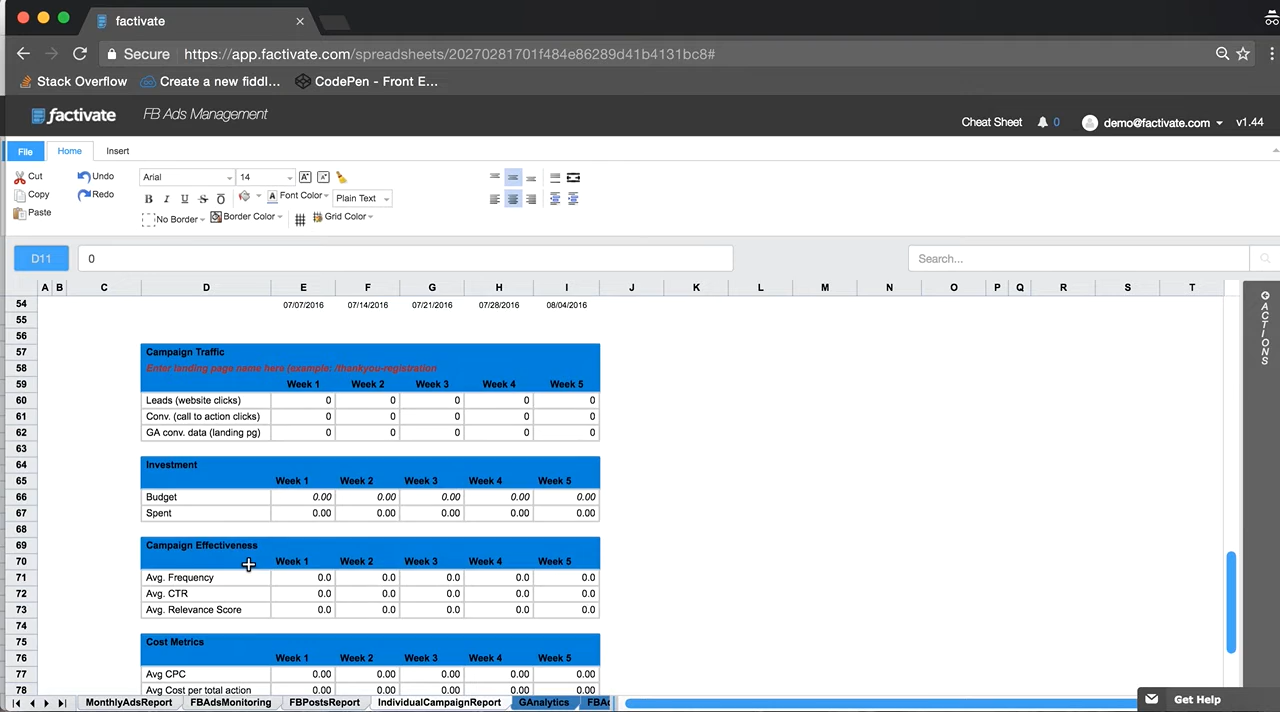 factivate
Secure https://app.factivate.com/spreadsheets/20270281701f484e86289d41b4131bc8#
Stack Overflow Create a new fiddl... CodePen - Front E...
factivate FB Ads Management Cheat Sheet 0 demo@factivate.com v1.44
File Home Insert
Cut Undo Arial 14
Copy Redo B I U S O Font Color Plain Text
Paste No Border Border Color Grid Color
D11 0 Search...
A B C D E F G H I J K L M N O P Q R S T
54 07/07/2016 07/14/2016 07/21/2016 07/28/2016 08/04/2016
55
56
57 Campaign Traffic
58 Enter landing page name here (example: /thankyou-registration
59 Week 1 Week 2 Week 3 Week 4 Week 5
60 Leads (website clicks) 0 0 0 0 0
61 Conv. (call to action clicks) 0 0 0 0 0
62 GA conv. data (landing pg) 0 0 0 0 0
63
64 Investment
65 Week 1 Week 2 Week 3 Week 4 Week 5
66 Budget 0.00 0.00 0.00 0.00 0.00
67 Spent 0.00 0.00 0.00 0.00 0.00
68
69 Campaign Effectiveness
70 Week 1 Week 2 Week 3 Week 4 Week 5
71 Avg. Frequency 0.0 0.0 0.0 0.0 0.0
72 Avg. CTR 0.0 0.0 0.0 0.0 0.0
73 Avg. Relevance Score 0.0 0.0 0.0 0.0 0.0
74
75 Cost Metrics
76 Week 1 Week 2 Week 3 Week 4 Week 5
77 Avg CPC 0.00 0.00 0.00 0.00 0.00
78 Avg Cost per total action 0.00 0.00 0.00 0.00 0.00
MonthlyAdsReport FBAdsMonitoring FBPostsReport IndividualCampaignReport GAnalytics FBAd
Get Help
ACTIONS